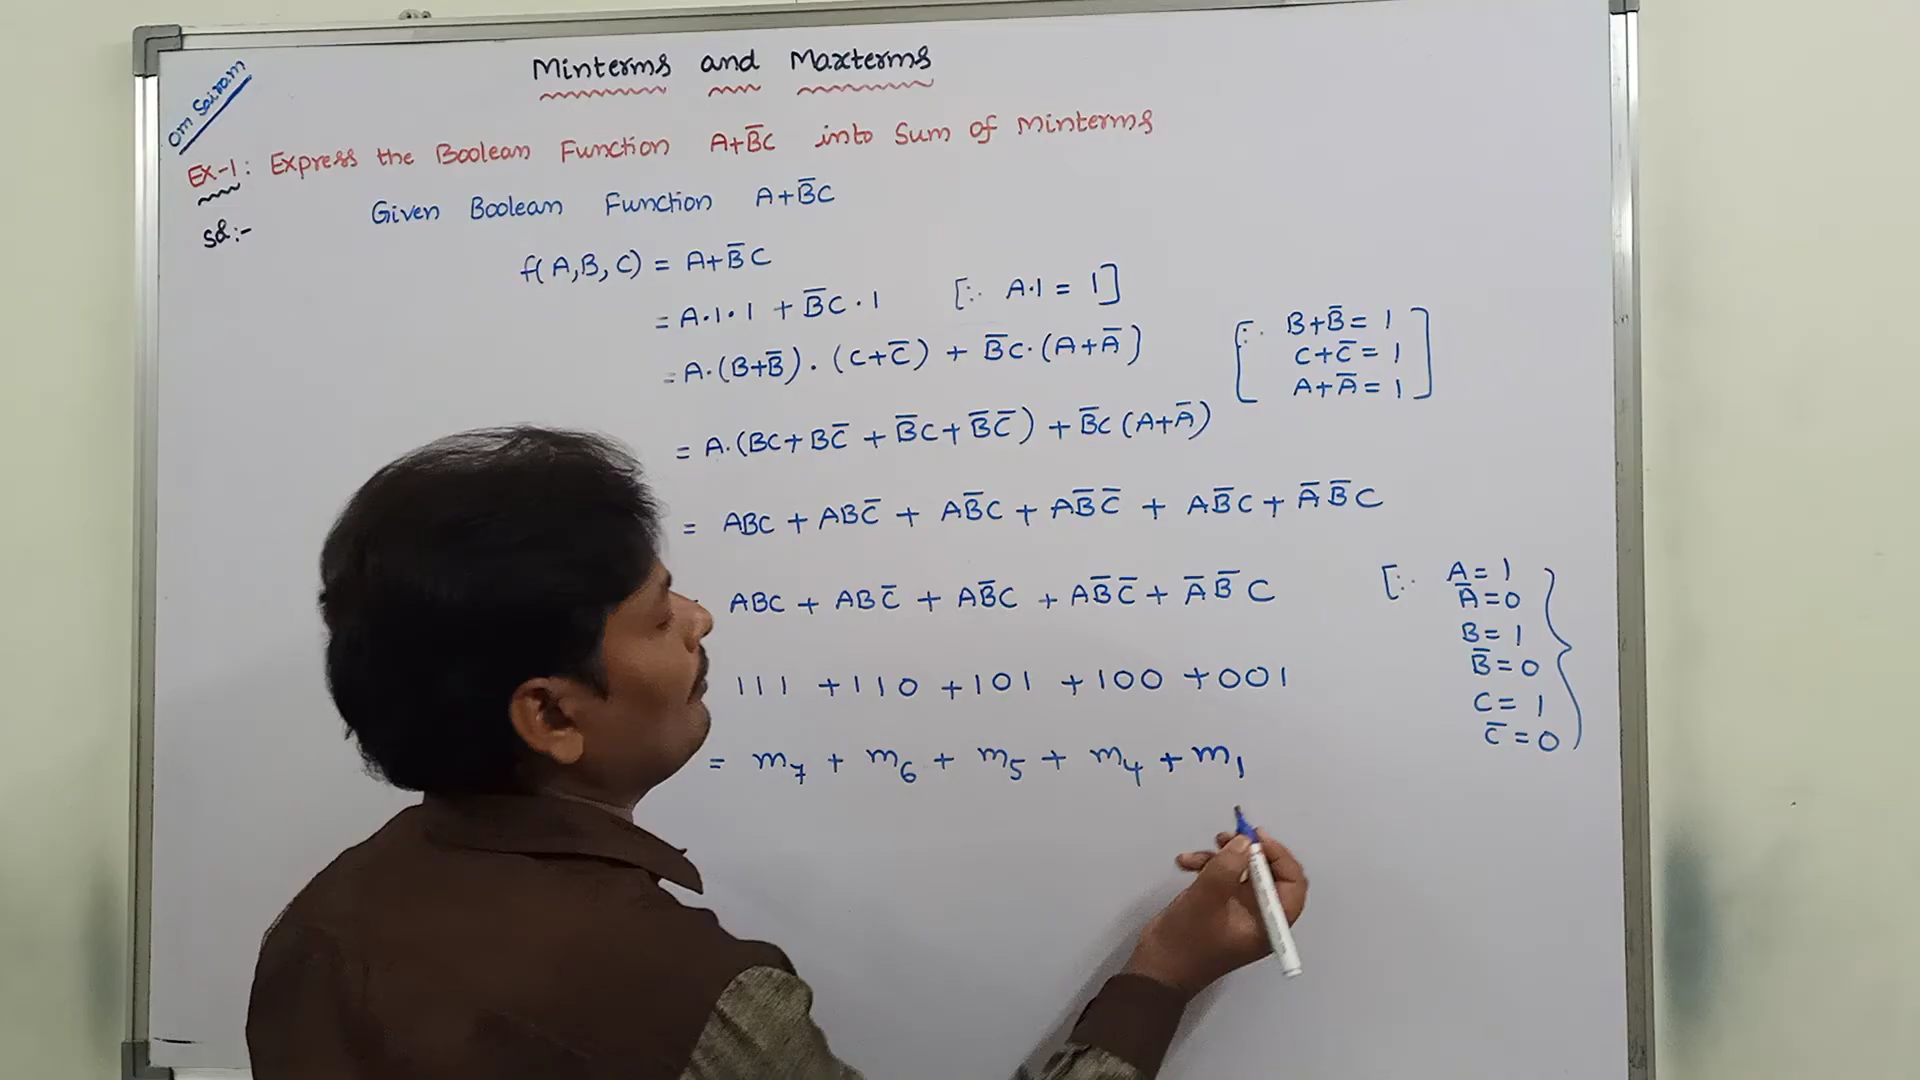 Om Sairam
Minterms and Maxterms
Ex-1: Express the Boolean Function A+B̅C into Sum of Minterms
Sol:- Given Boolean Function A+B̅C
f(A,B,C) = A+B̅C
= A·1·1 + B̅C·1 [∵ A·1 = 1]
= A·(B+B̅)·(C+C̅) + B̅C·(A+A̅)
[∵ B+B̅ = 1
C+C̅ = 1
A+A̅ = 1]
= A·(BC+BC̅ + B̅C+B̅C̅) + B̅C(A+A̅)
= ABC + ABC̅ + AB̅C + AB̅C̅ + AB̅C + A̅B̅C
ABC + ABC̅ + AB̅C + AB̅C̅ + A̅B̅C
[∵ A = 1
A̅ = 0
B = 1
B̅ = 0
C = 1
C̅ = 0}
111 + 110 + 101 + 100 + 001
= m₇ + m₆ + m₅ + m₄ + m₁